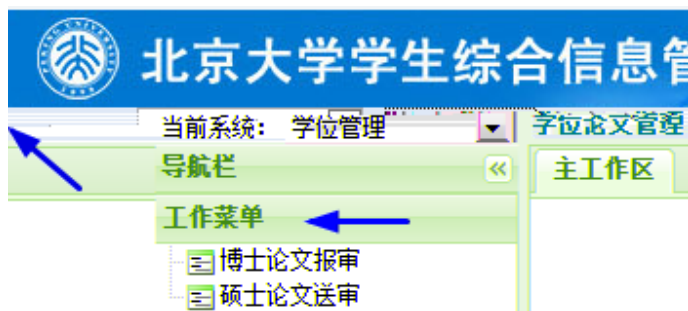 北京大学学生综合信息管
当前系统： 学位管理 学位论文管理
导航栏 主工作区
工作菜单
博士论文报审
硕士论文送审